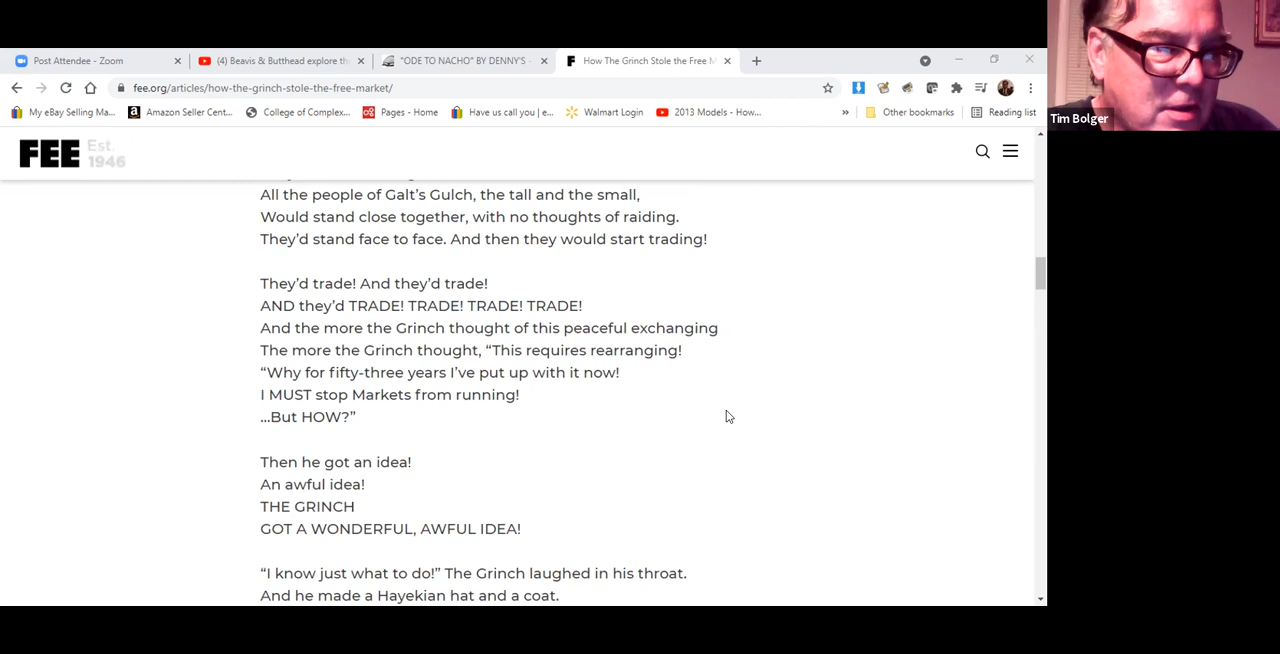 Post Attendee - Zoom
(4) Beavis & Butthead explore th
"ODE TO NACHO" BY DENNY'S -
How The Grinch Stole the Free M
fee.org/articles/how-the-grinch-stole-the-free-market/
My eBay Selling Ma...
Amazon Seller Cent...
College of Complex...
Pages - Home
Have us call you | e...
Walmart Login
2013 Models - How...
Other bookmarks
Reading list
Tim Bolger
FEE Est. 1946
All the people of Galt's Gulch, the tall and the small,
Would stand close together, with no thoughts of raiding.
They'd stand face to face. And then they would start trading!
They'd trade! And they'd trade!
AND they'd TRADE! TRADE! TRADE! TRADE!
And the more the Grinch thought of this peaceful exchanging
The more the Grinch thought, “This requires rearranging!
“Why for fifty-three years I've put up with it now!
I MUST stop Markets from running!
...But HOW?”
Then he got an idea!
An awful idea!
THE GRINCH
GOT A WONDERFUL, AWFUL IDEA!
“I know just what to do!” The Grinch laughed in his throat.
And he made a Hayekian hat and a coat.